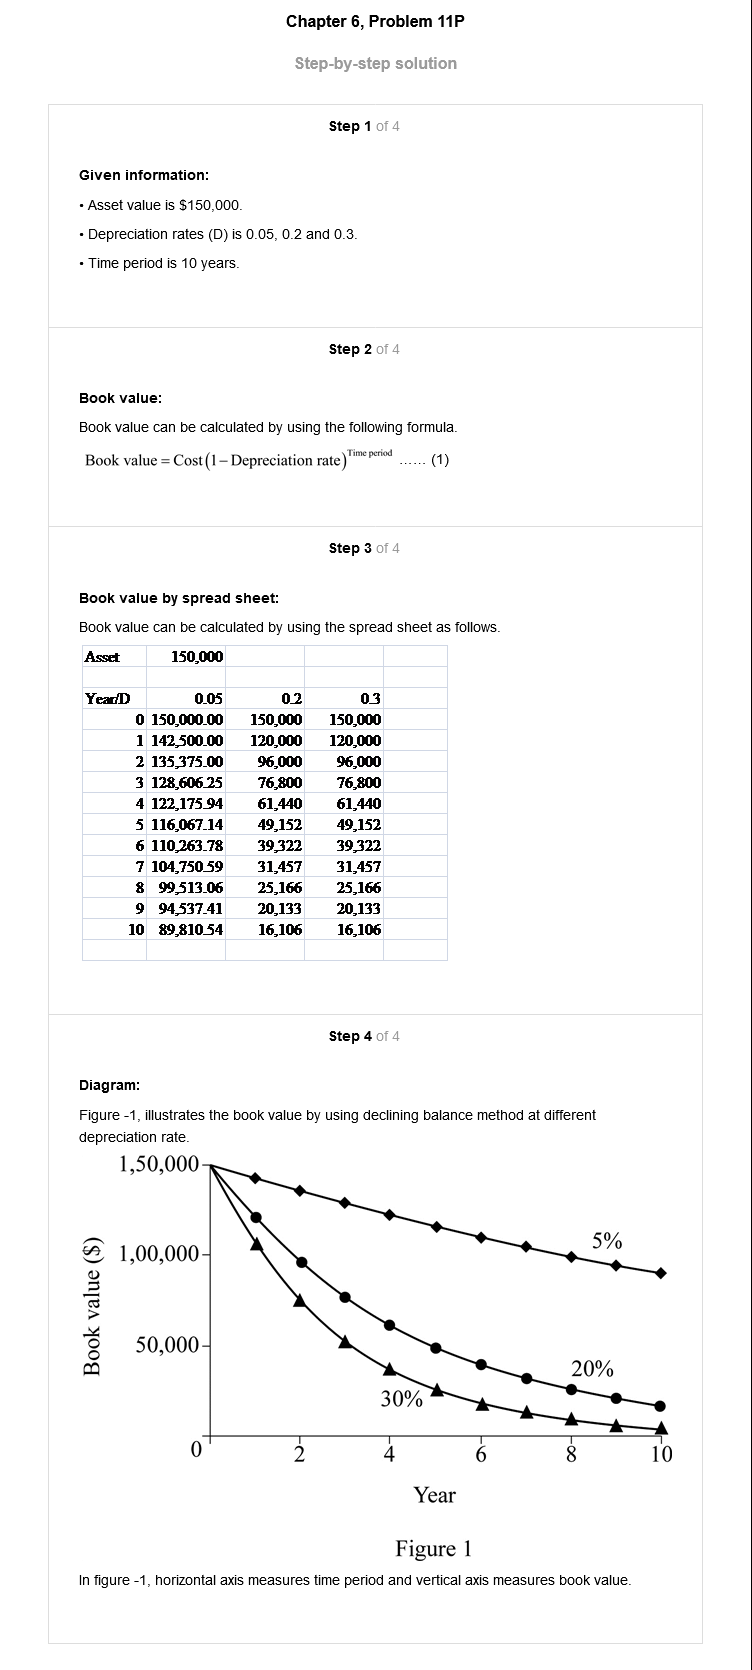 Chapter 6, Problem 11P
Step-by-step solution
Step 1 of 4
Given information:
• Asset value is $150,000.
• Depreciation rates (D) is 0.05, 0.2 and 0.3.
• Time period is 10 years.
Step 2 of 4
Book value:
Book value can be calculated by using the following formula.
Book value = Cost(1 – Depreciation rate)^Time period ...... (1)
Step 3 of 4
Book value by spread sheet:
Book value can be calculated by using the spread sheet as follows.
Asset 150,000
Year/D 0.05 0.2 0.3
0 150,000.00 150,000 150,000
1 142,500.00 120,000 120,000
2 135,375.00 96,000 96,000
3 128,606.25 76,800 76,800
4 122,175.94 61,440 61,440
5 116,067.14 49,152 49,152
6 110,263.78 39,322 39,322
7 104,750.59 31,457 31,457
8 99,513.06 25,166 25,166
9 94,537.41 20,133 20,133
10 89,810.54 16,106 16,106
Step 4 of 4
Diagram:
Figure -1, illustrates the book value by using declining balance method at different
depreciation rate.
1,50,000
5%
1,00,000
Book value ($)
50,000
20%
30%
0 2 4 6 8 10
Year
Figure 1
In figure -1, horizontal axis measures time period and vertical axis measures book value.